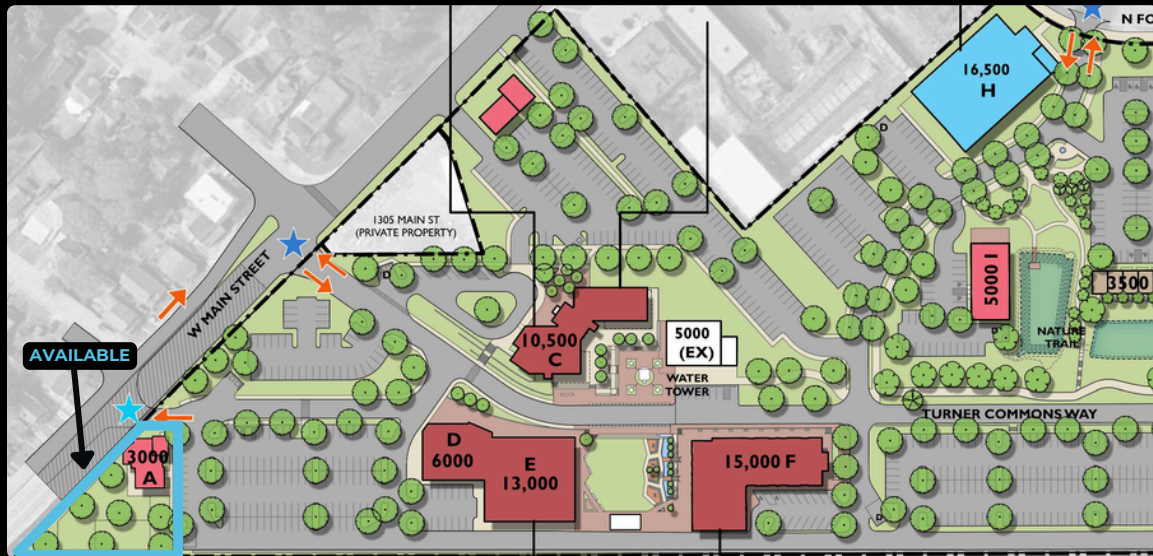 N FO
16,500
H
D
1305 MAIN ST
(PRIVATE PROPERTY)
W MAIN STREET
D
5000 I
3500
AVAILABLE
10,500
C
5000
(EX)
WATER
TOWER
NATURE
TRAIL
D
TURNER COMMONS WAY
3000
A
D
6000
E
13,000
15,000 F
D